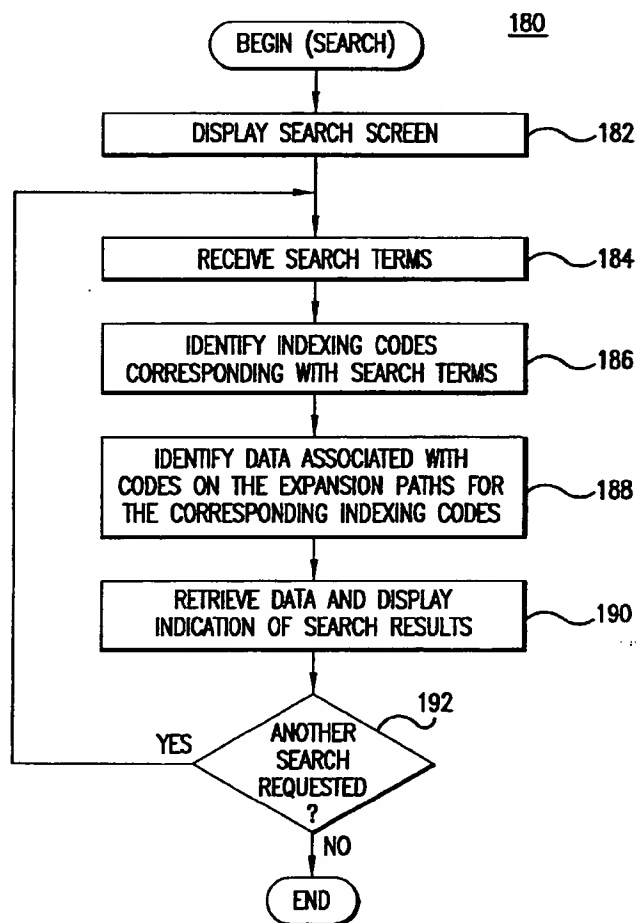 180
BEGIN (SEARCH)
DISPLAY SEARCH SCREEN
182
RECEIVE SEARCH TERMS
184
IDENTIFY INDEXING CODES
CORRESPONDING WITH SEARCH TERMS
186
IDENTIFY DATA ASSOCIATED WITH
CODES ON THE EXPANSION PATHS FOR
THE CORRESPONDING INDEXING CODES
188
RETRIEVE DATA AND DISPLAY
INDICATION OF SEARCH RESULTS
190
192
YES
ANOTHER
SEARCH
REQUESTED
?
NO
END